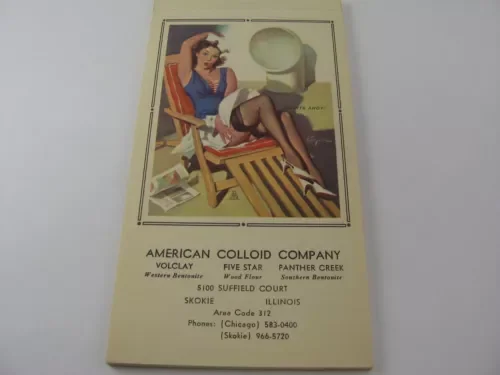 AMERICAN COLLOID COMPANY
VOLCLAY FIVE STAR PANTHER CREEK
Western Bentonite Wood Flour Southern Bentonite
5100 SUFFIELD COURT
SKOKIE ILLINOIS
Area Code 312
Phones: (Chicago) 583-0400
(Skokie) 966-5720